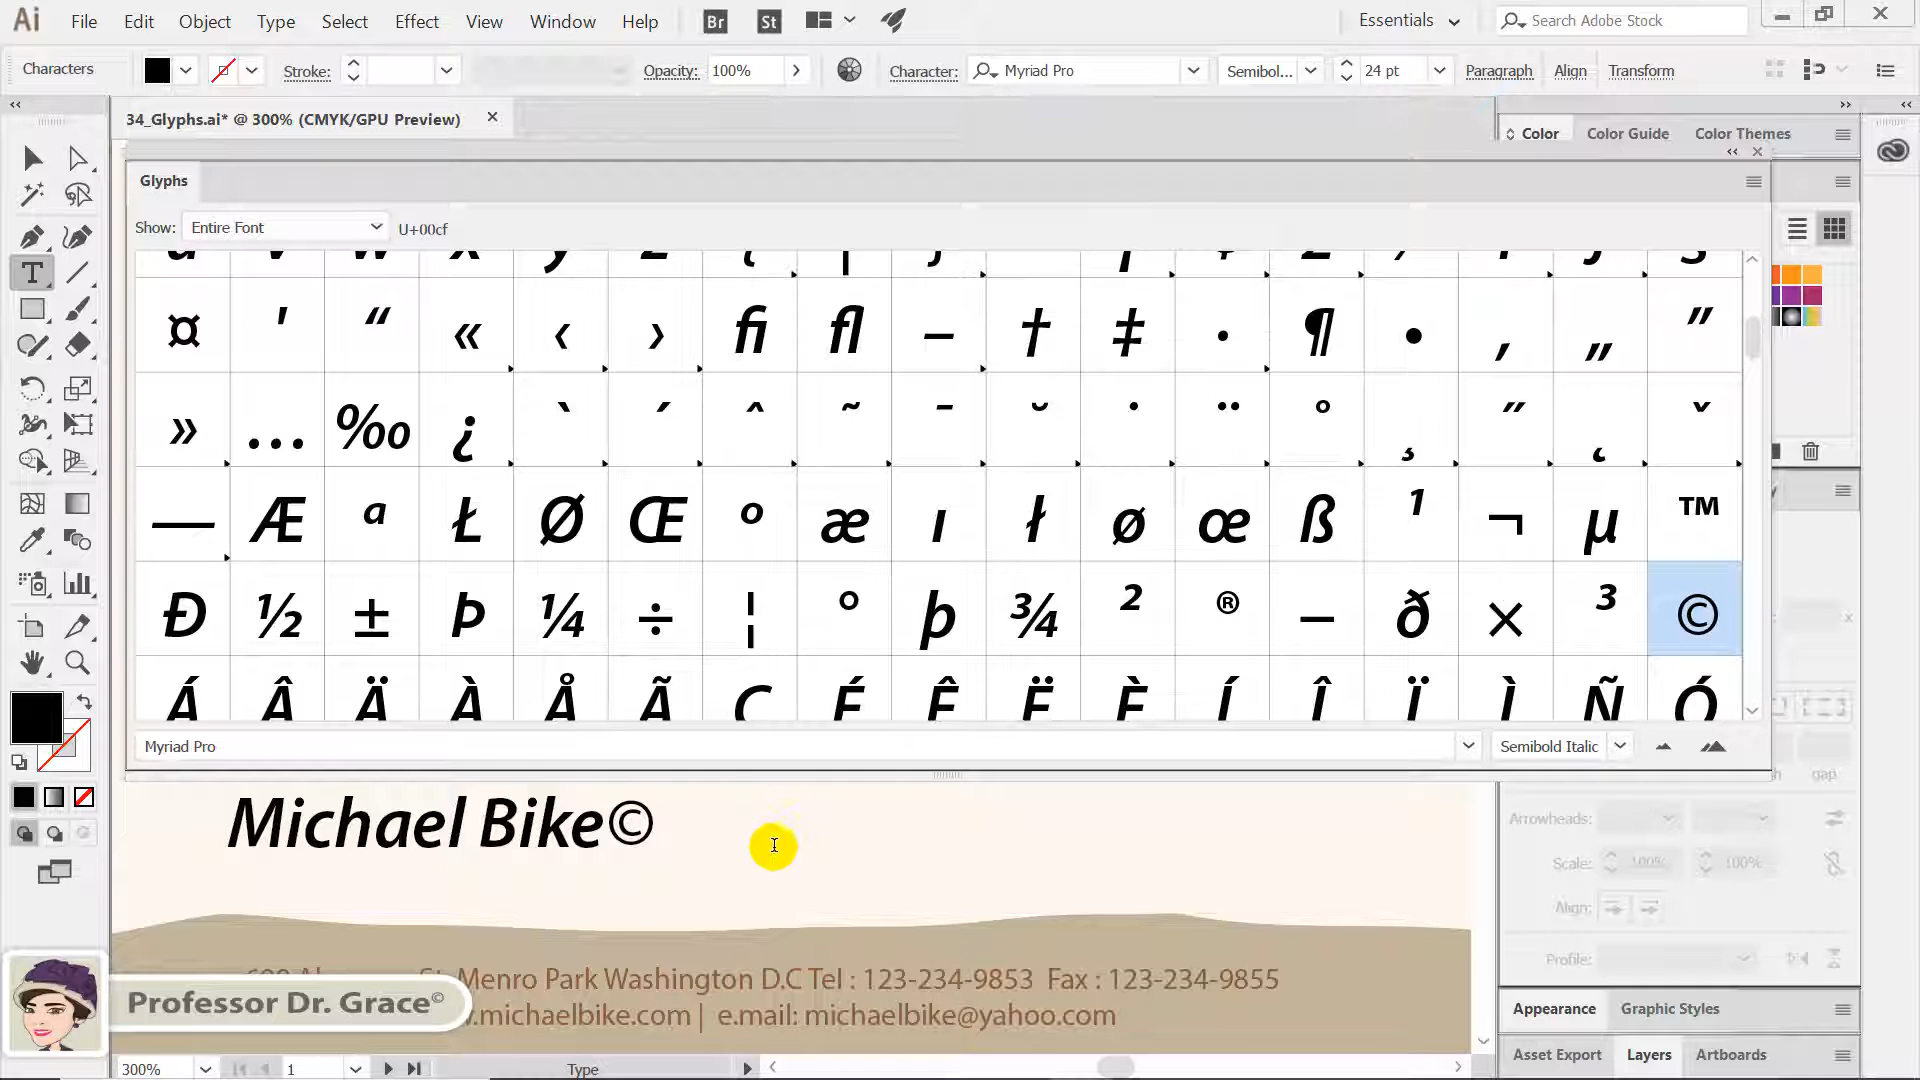 Ai File Edit Object Type Select Effect View Window Help Br St Essentials Search Adobe Stock
Characters Stroke: Opacity: 100% Character: Myriad Pro Semibol... 24 pt Paragraph Align Transform
34_Glyphs.ai* @ 300% (CMYK/GPU Preview)
Color Color Guide Color Themes
Glyphs
Show: Entire Font U+00cf
¤ ' “ « ‹ › ﬁ ﬂ – † ‡ · ¶ • ‚ „ ”
» … ‰ ¿ ` ´ ˆ ˜ ¯ ˘ ˙ ¨ ˚ ¸ ˝ ˛ ˇ
— Æ ª Ł Ø Œ º æ ı ł ø œ ß ¹ ¬ µ ™
Ð ½ ± Þ ¼ ÷ ¦ ° þ ¾ ² ® − ð × ³ ©
Á Â Ä À Å Ã Ç É Ê Ë È Í Î Ï Ì Ñ Ó
Myriad Pro Semibold Italic
gap
Michael Bike©
Arrowheads:
Scale: 100% 100%
Align:
Profile:
St. Menro Park Washington D.C Tel : 123-234-9853 Fax : 123-234-9855
.michaelbike.com | e.mail: michaelbike@yahoo.com
Professor Dr. Grace©
Appearance Graphic Styles
Asset Export Layers Artboards
300% 1 Type